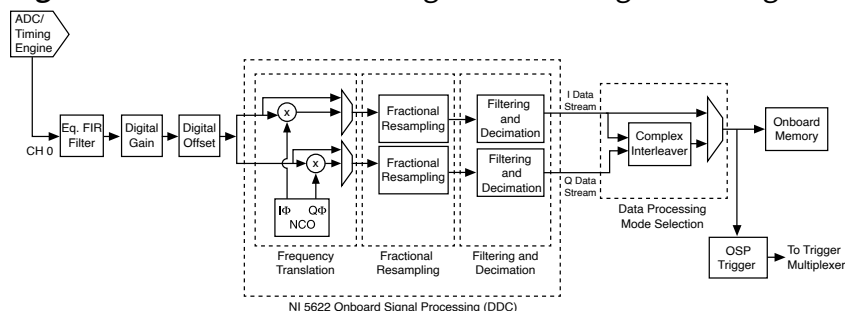 ADC/
Timing
Engine
CH 0
Eq. FIR
Filter
Digital
Gain
Digital
Offset
x
x
IΦ QΦ
NCO
Fractional
Resampling
Fractional
Resampling
Filtering
and
Decimation
Filtering
and
Decimation
I Data
Stream
Q Data
Stream
Complex
Interleaver
Onboard
Memory
Data Processing
Mode Selection
OSP
Trigger
To Trigger
Multiplexer
Frequency
Translation
Fractional
Resampling
Filtering and
Decimation
NI 5622 Onboard Signal Processing (DDC)